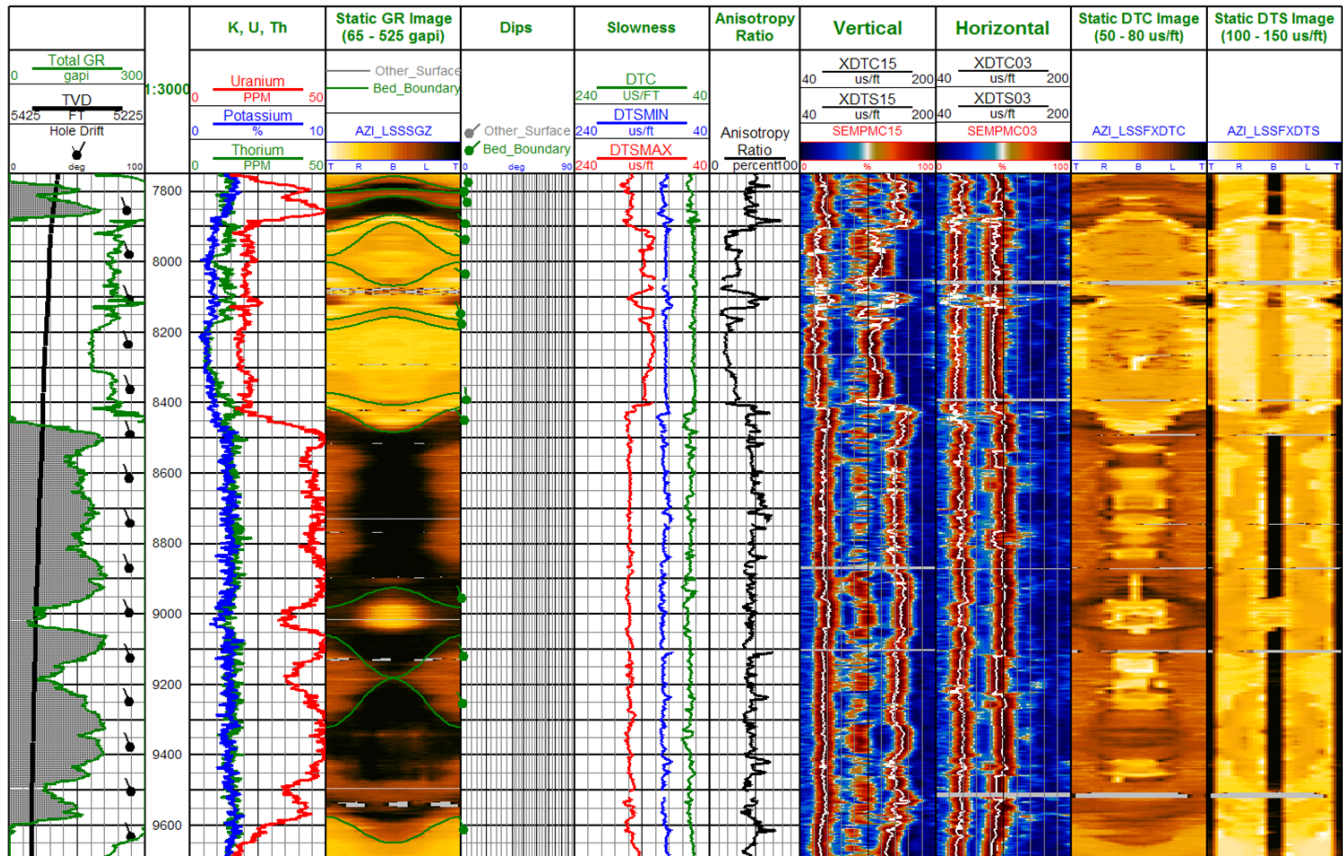 K, U, Th
Static GR Image
(65 - 525 gapi)
Dips
Slowness
Anisotropy
Ratio
Vertical
Horizontal
Static DTC Image
(50 - 80 us/ft)
Static DTS Image
(100 - 150 us/ft)
Total GR
0 gapi 300
TVD
5425 FT 5225
Hole Drift
0 deg 100
1:3000
Uranium
0 PPM 50
Potassium
0 % 10
Thorium
0 PPM 50
Other_Surface
Bed_Boundary
AZI_LSSSGZ
T R B L T
Other_Surface
Bed_Boundary
0 deg 90
DTC
240 US/FT 40
DTSMIN
240 us/ft 40
DTSMAX
240 us/ft 40
Anisotropy
Ratio
0 percent 100
XDTC15
40 us/ft 200
XDTS15
40 us/ft 200
SEMPMC15
0 % 100
XDTC03
40 us/ft 200
XDTS03
40 us/ft 200
SEMPMC03
0 % 100
AZI_LSSFXDTC
T R B L T
AZI_LSSFXDTS
T R B L T
7800
8000
8200
8400
8600
8800
9000
9200
9400
9600